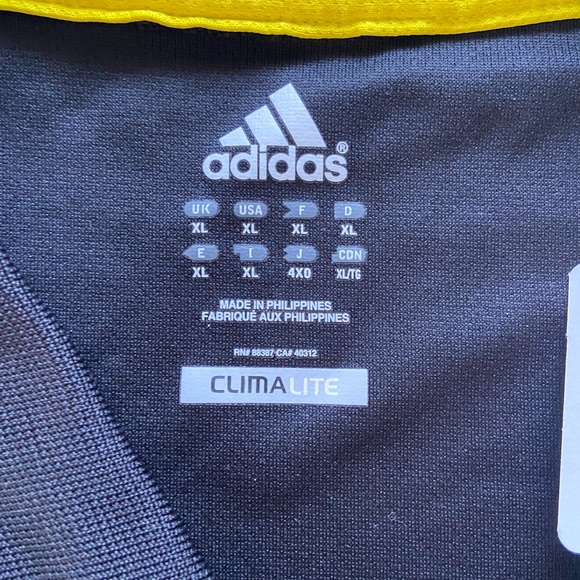 adidas®
UK USA F D
XL XL XL XL
E I J CDN
XL XL 4XO XL/TG
MADE IN PHILIPPINES
FABRIQUÉ AUX PHILIPPINES
RN# 88387 CA# 40312
CLIMALITE